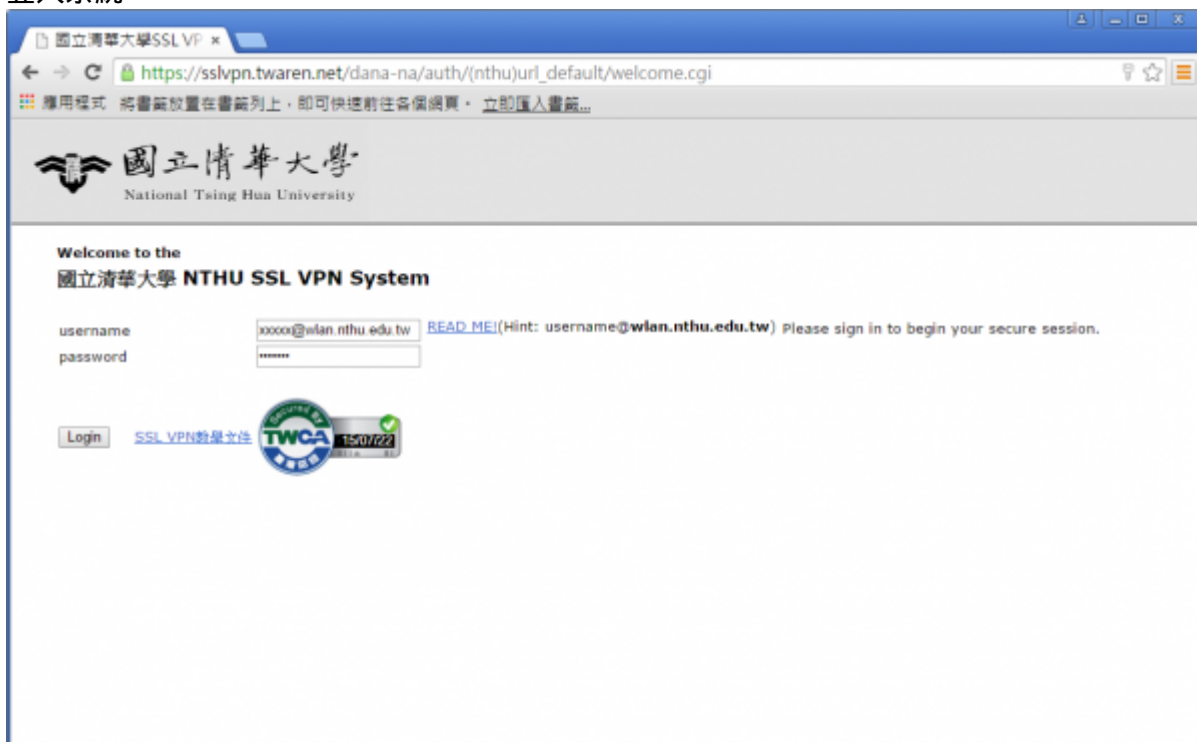 登入系統
國立清華大學SSL VP
https://sslvpn.twaren.net/dana-na/auth/(nthu)url_default/welcome.cgi
應用程式 將書籤放置在書籤列上，即可快速前往各個網頁。 立即匯入書籤...
國立清華大學
National Tsing Hua University
Welcome to the
國立清華大學 NTHU SSL VPN System
username xxxxx@wlan.nthu.edu.tw READ ME!(Hint: username@wlan.nthu.edu.tw) Please sign in to begin your secure session.
password •••••••
Login SSL VPN教學文件 Secured By TWCA 15/07/22